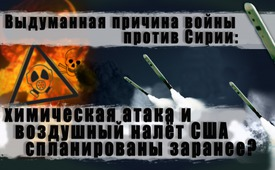 Выдуманная причина войны
против Сирии:
химическая атака и
воздушный налёт США
спланированы заранее?